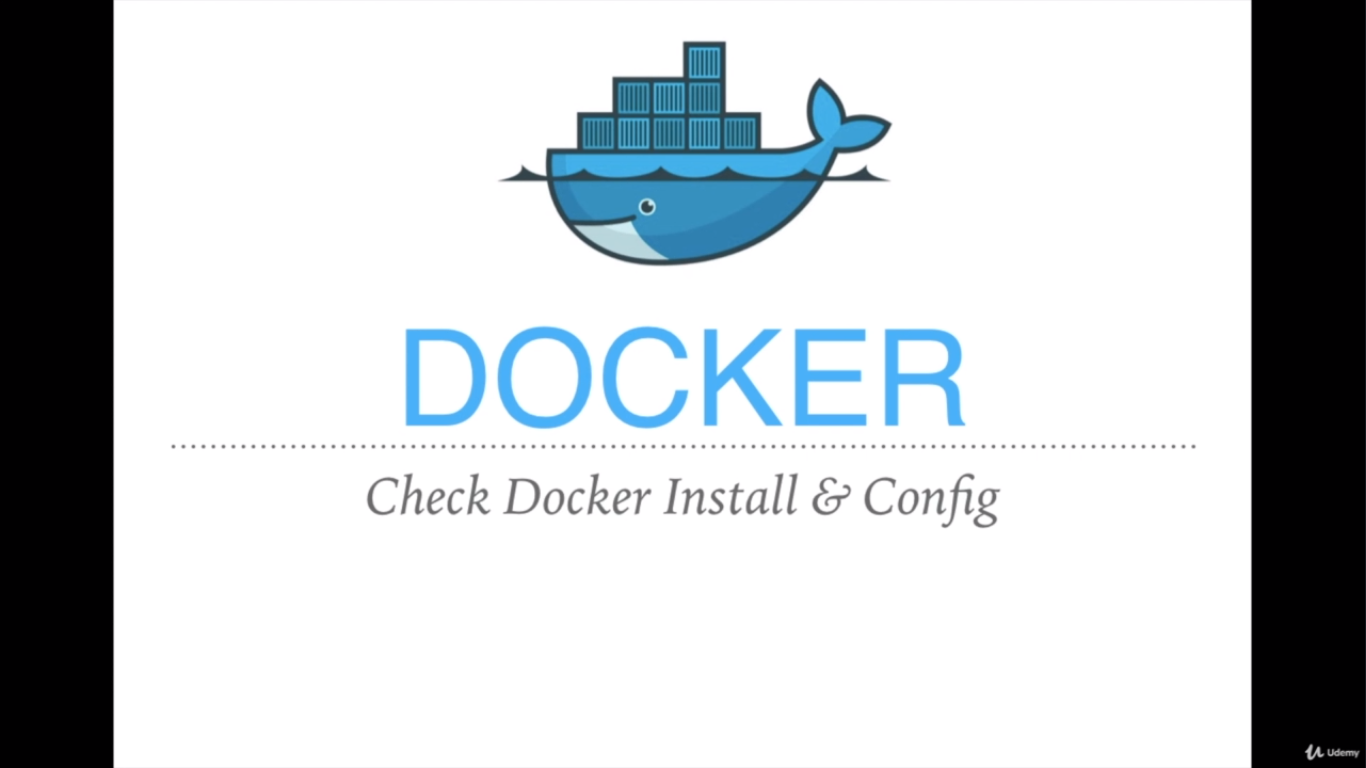 DOCKER
Check Docker Install & Config
Udemy